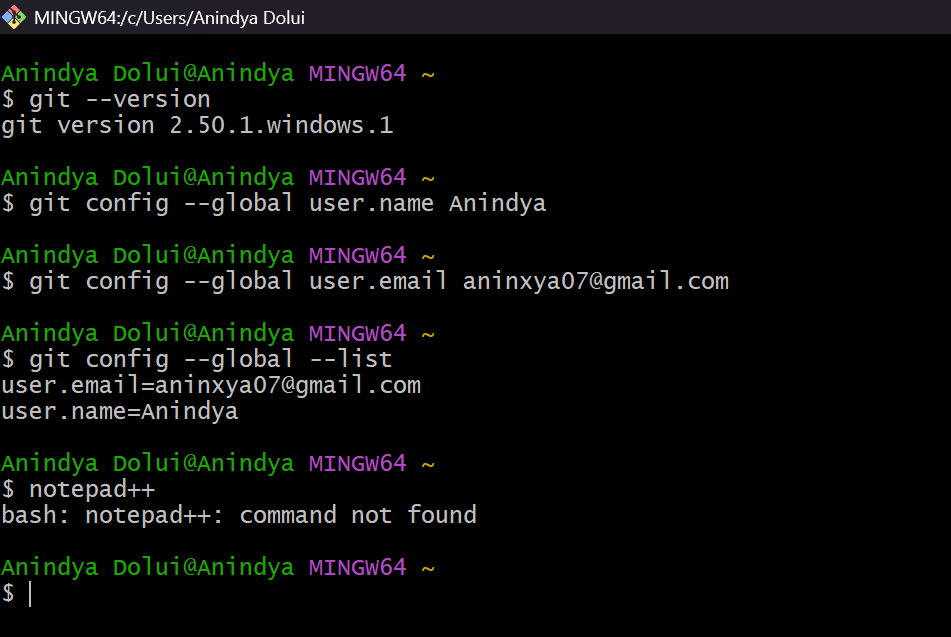 MINGW64:/c/Users/Anindya Dolui
Anindya Dolui@Anindya MINGW64 ~
$ git --version
git version 2.50.1.windows.1
Anindya Dolui@Anindya MINGW64 ~
$ git config --global user.name Anindya
Anindya Dolui@Anindya MINGW64 ~
$ git config --global user.email aninxya07@gmail.com
Anindya Dolui@Anindya MINGW64 ~
$ git config --global --list
user.email=aninxya07@gmail.com
user.name=Anindya
Anindya Dolui@Anindya MINGW64 ~
$ notepad++
bash: notepad++: command not found
Anindya Dolui@Anindya MINGW64 ~
$